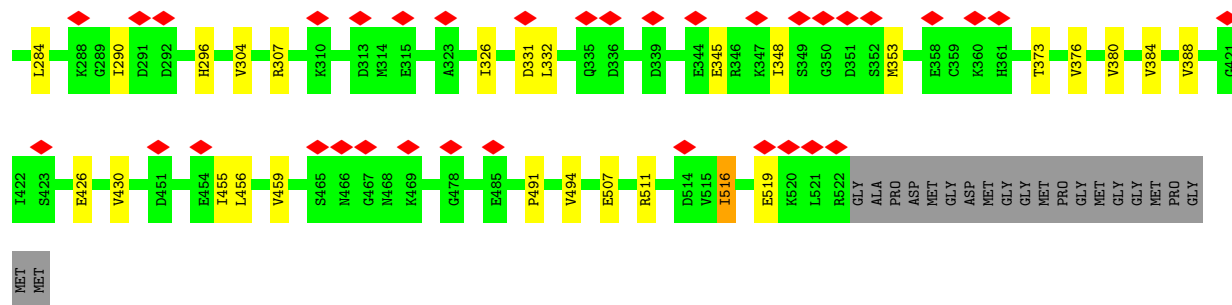 L284 K288 G289 I290 D291 D292 H296 V304 R307 K310 D313 M314 E315 A323 I326 D331 L332 Q335 D336 D339 E344 E345 R346 K347 I348 S349 G350 D351 S352 M353 E358 C359 K360 H361 T373 V376 V380 V384 V388 G421
I422 S423 E426 V430 D451 E454 I455 L456 V459 S465 N466 G467 N468 K469 G478 E485 P491 V494 E507 R511 D514 V515 I516 E519 K520 L521 R522 GLY ALA PRO ASP MET GLY ASP MET GLY GLY MET PRO GLY MET GLY GLY MET PRO GLY
MET MET